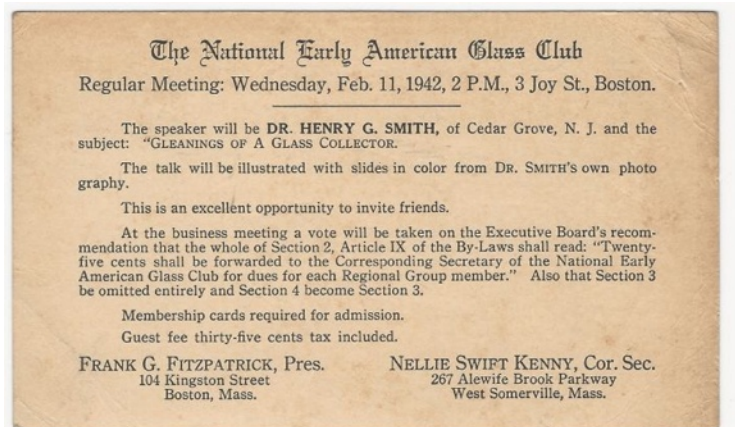 The National Early American Glass Club
Regular Meeting: Wednesday, Feb. 11, 1942, 2 P.M., 3 Joy St., Boston.
The speaker will be DR. HENRY G. SMITH, of Cedar Grove, N. J. and the
subject: "GLEANINGS OF A GLASS COLLECTOR.
The talk will be illustrated with slides in color from DR. SMITH'S own photo
graphy.
This is an excellent opportunity to invite friends.
At the business meeting a vote will be taken on the Executive Board's recom-
mendation that the whole of Section 2, Article IX of the By-Laws shall read: "Twenty-
five cents shall be forwarded to the Corresponding Secretary of the National Early
American Glass Club for dues for each Regional Group member." Also that Section 3
be omitted entirely and Section 4 become Section 3.
Membership cards required for admission.
Guest fee thirty-five cents tax included.
FRANK G. FITZPATRICK, Pres.
104 Kingston Street
Boston, Mass.
NELLIE SWIFT KENNY, Cor. Sec.
267 Alewife Brook Parkway
West Somerville, Mass.